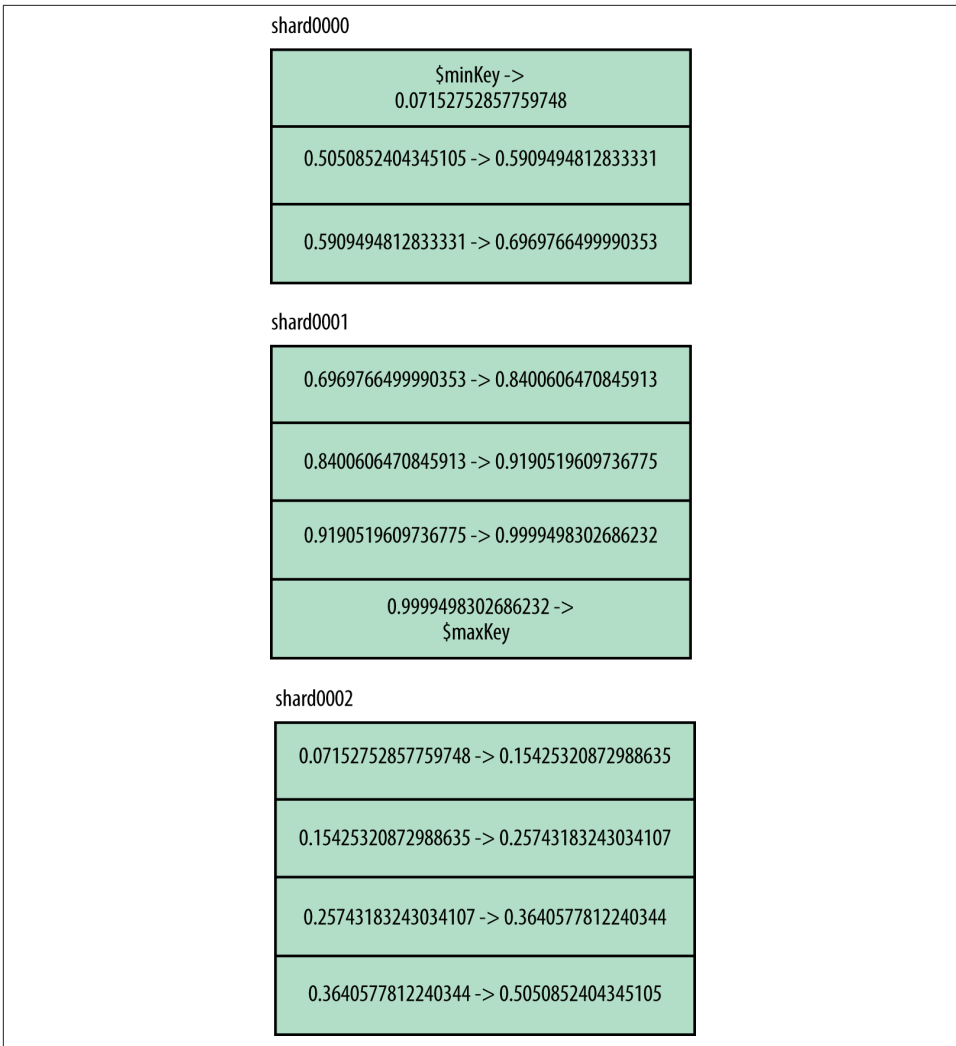 shard0000
$minKey ->
0.07152752857759748
0.5050852404345105 -> 0.5909494812833331
0.5909494812833331 -> 0.6969766499990353
shard0001
0.6969766499990353 -> 0.8400606470845913
0.8400606470845913 -> 0.9190519609736775
0.9190519609736775 -> 0.9999498302686232
0.9999498302686232 ->
$maxKey
shard0002
0.07152752857759748 -> 0.15425320872988635
0.15425320872988635 -> 0.25743183243034107
0.25743183243034107 -> 0.3640577812240344
0.3640577812240344 -> 0.5050852404345105